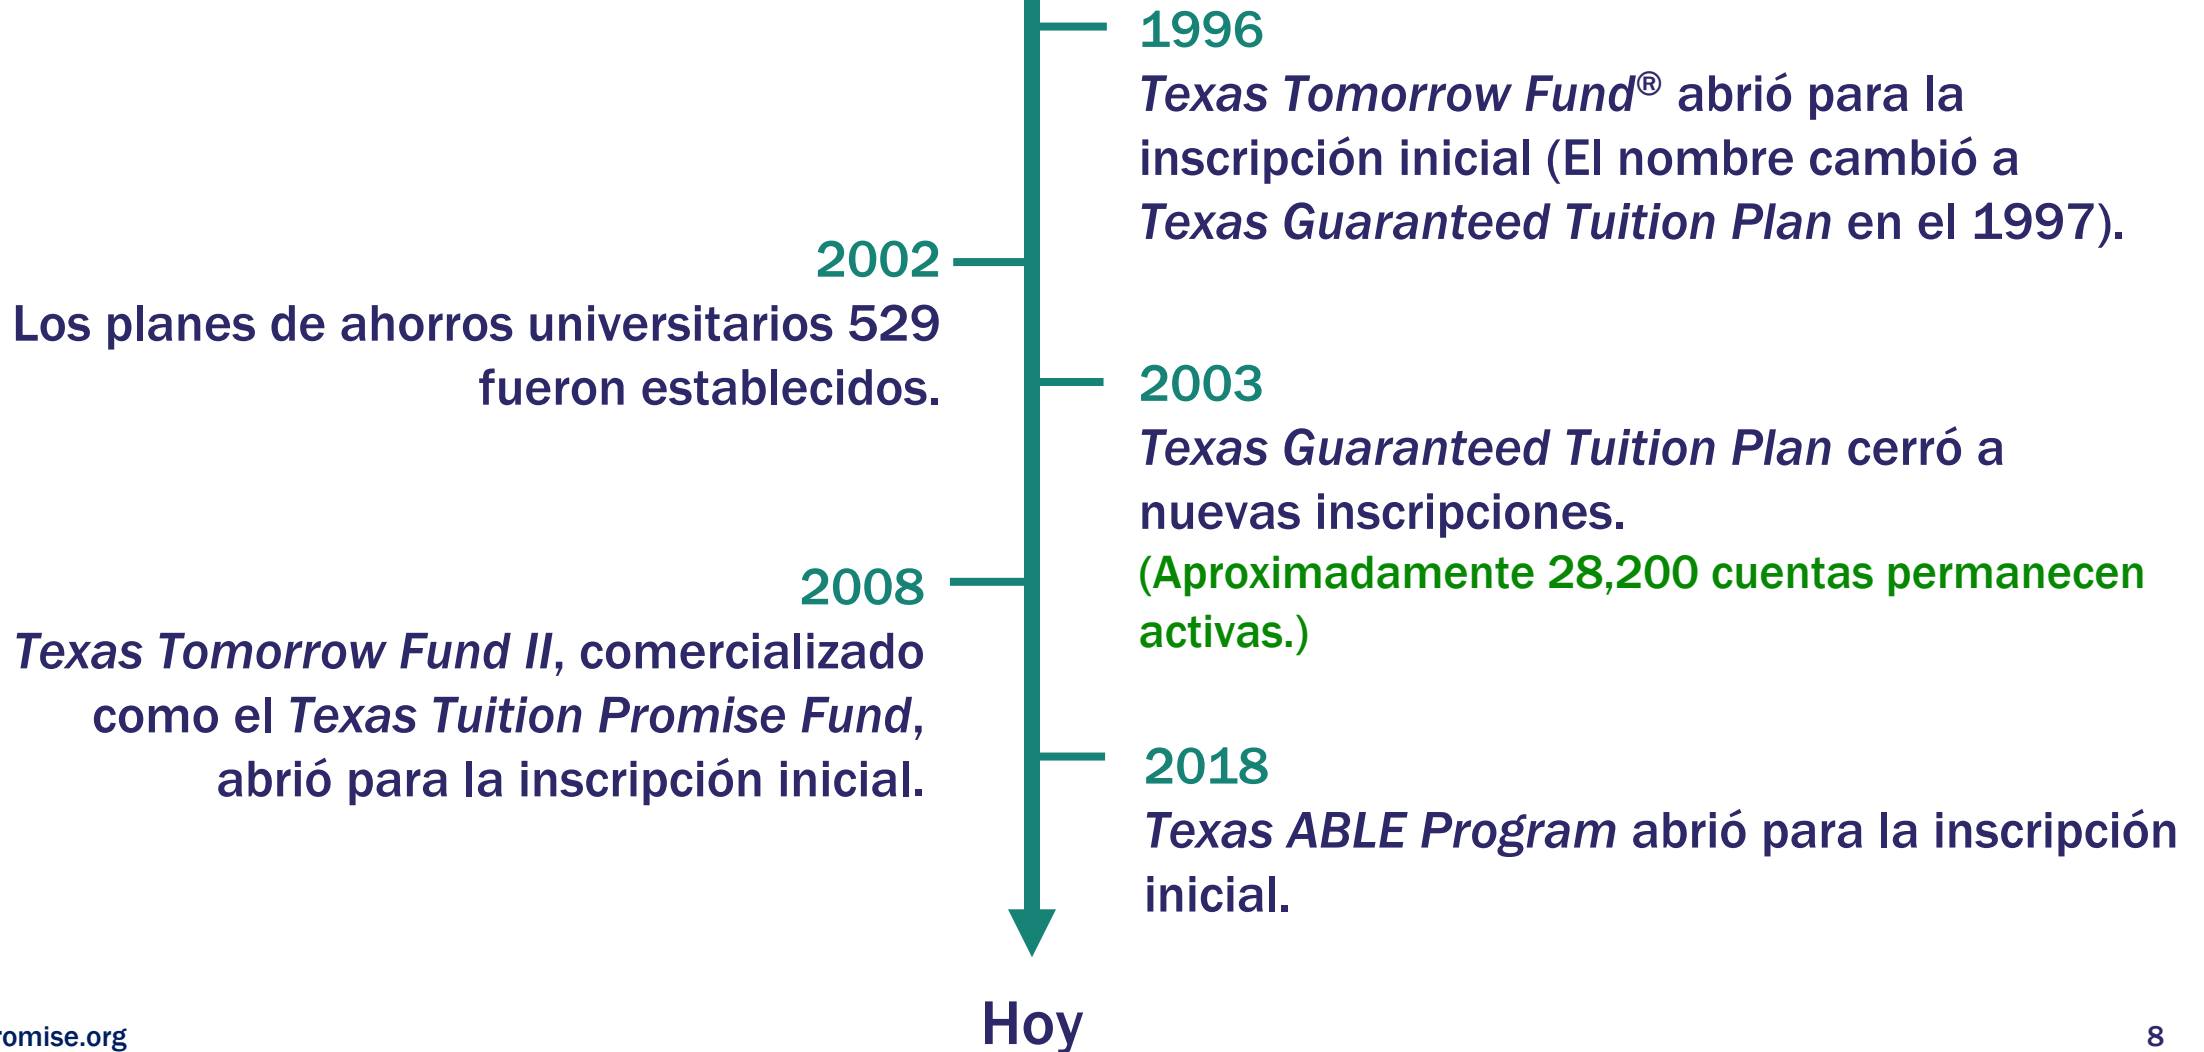 1996
Texas Tomorrow Fund® abrió para la
inscripción inicial (El nombre cambió a
Texas Guaranteed Tuition Plan en el 1997).
2002
Los planes de ahorros universitarios 529
fueron establecidos.
2003
Texas Guaranteed Tuition Plan cerró a
nuevas inscripciones.
(Aproximadamente 28,200 cuentas permanecen
activas.)
2008
Texas Tomorrow Fund II, comercializado
como el Texas Tuition Promise Fund,
abrió para la inscripción inicial.
2018
Texas ABLE Program abrió para la inscripción
inicial.
Hoy
romise.org
8